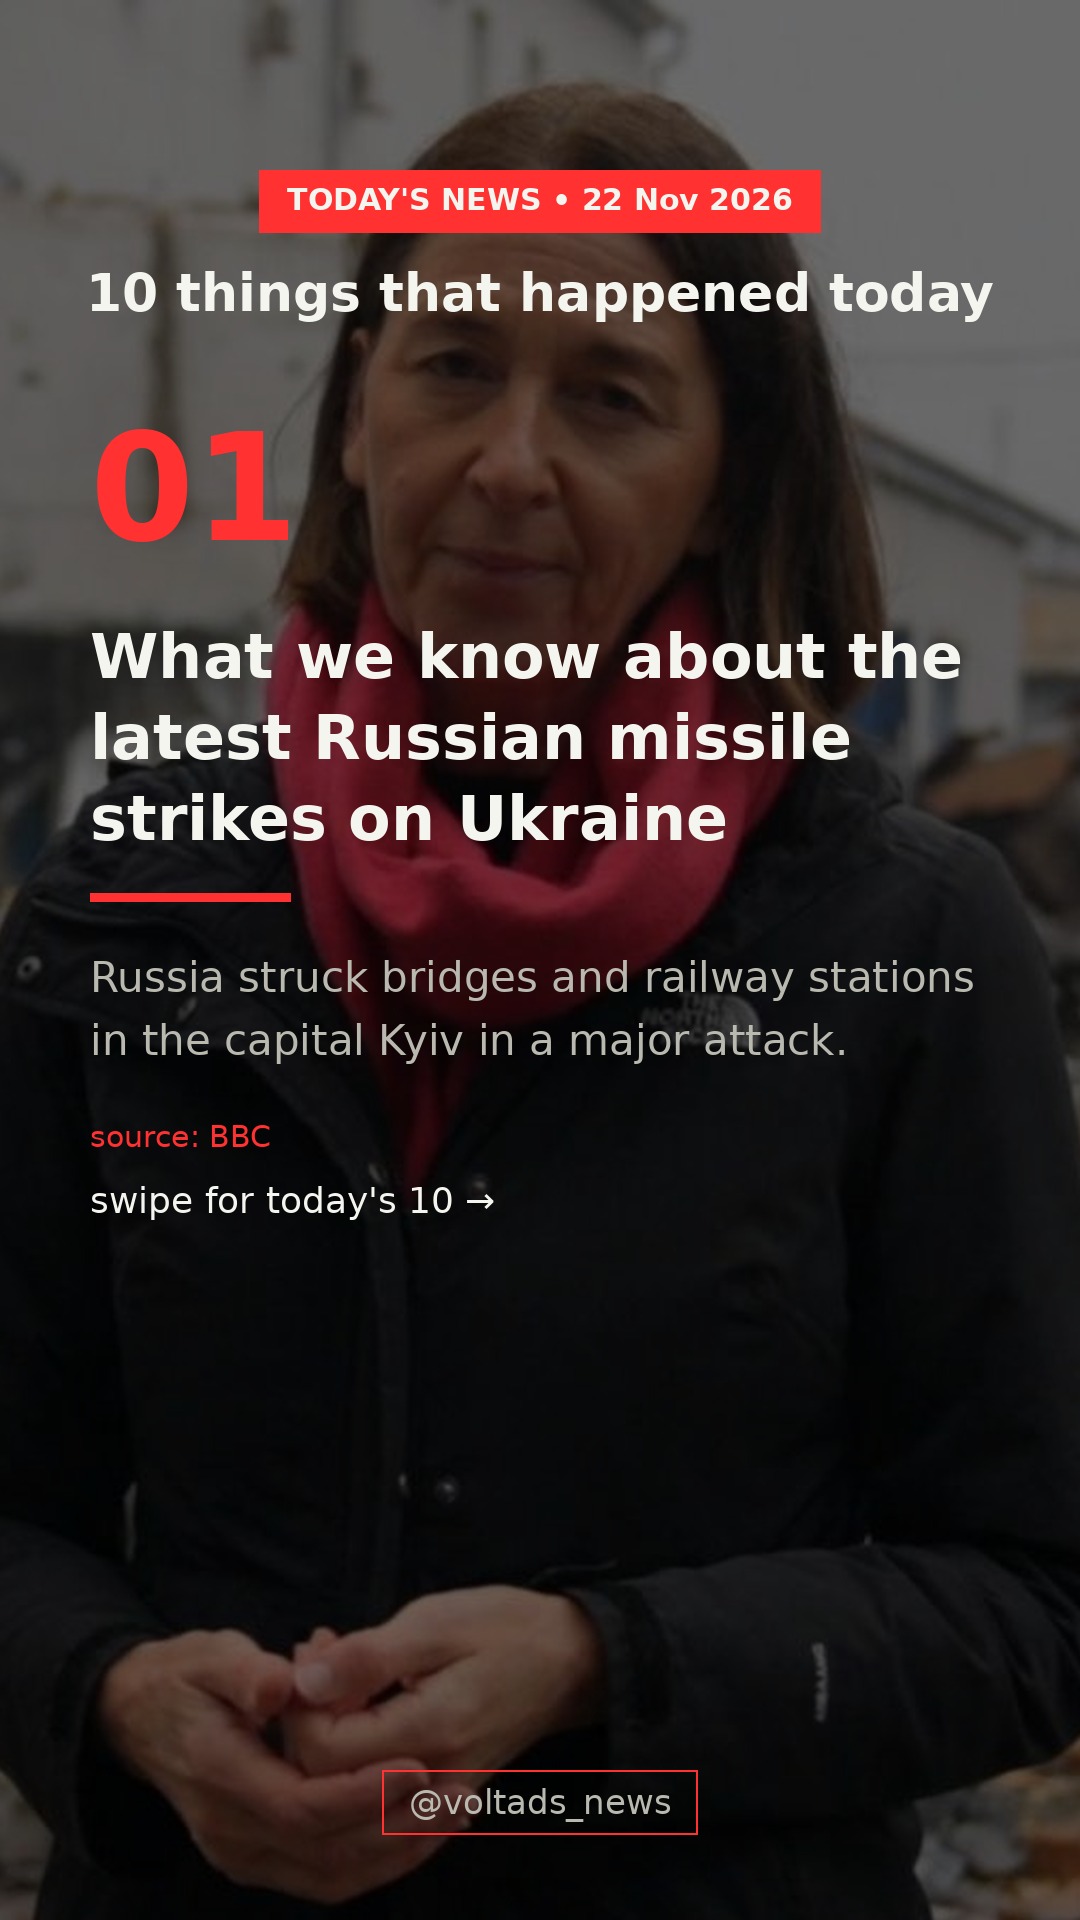 TODAY'S NEWS • 22 Nov 2026
10 things that happened today
01
What we know about the
latest Russian missile
strikes on Ukraine
Russia struck bridges and railway stations
in the capital Kyiv in a major attack.
THE
NORTH
source: BBC
swipe for today's 10 →
@voltads_news